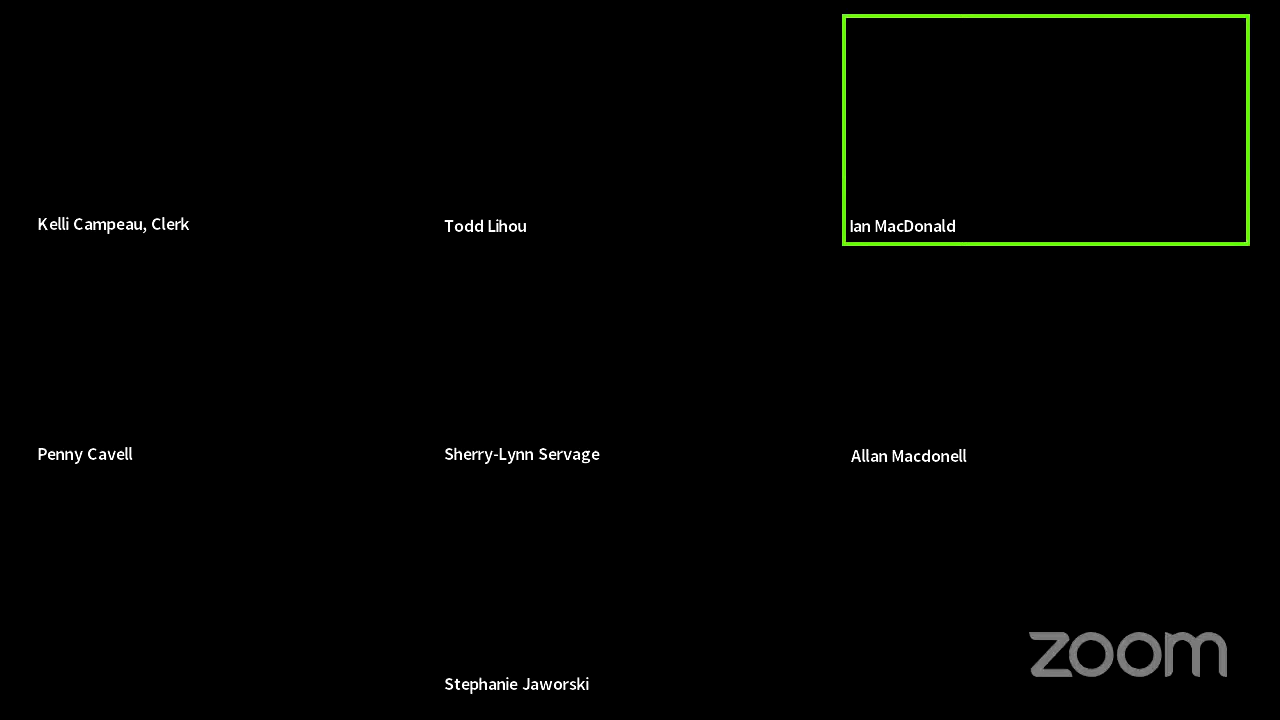 Kelli Campeau, Clerk
Todd Lihou
Ian MacDonald
Penny Cavell
Sherry-Lynn Servage
Allan Macdonell
Stephanie Jaworski
zoom